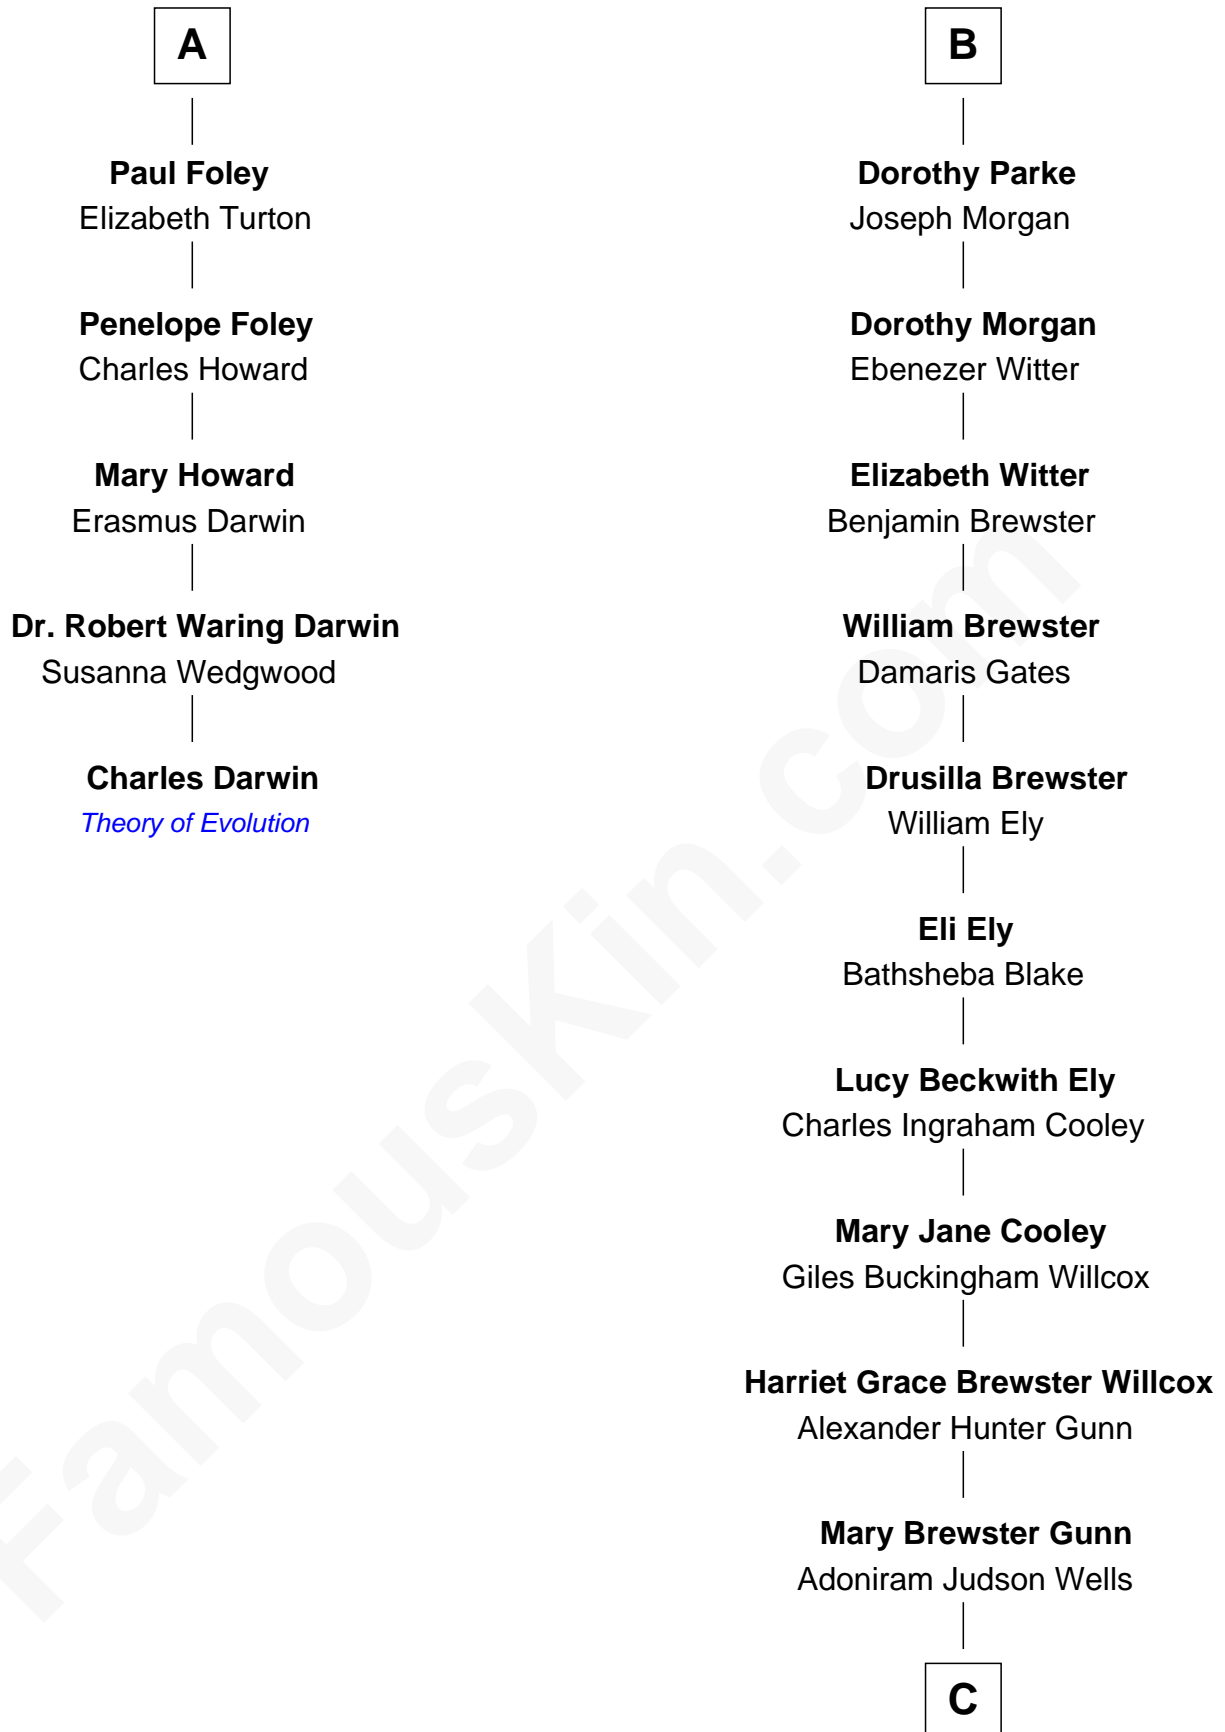 A
Paul Foley
Elizabeth Turton
Penelope Foley
Charles Howard
Mary Howard
Erasmus Darwin
Dr. Robert Waring Darwin
Susanna Wedgwood
Charles Darwin
Theory of Evolution
B
Dorothy Parke
Joseph Morgan
Dorothy Morgan
Ebenezer Witter
Elizabeth Witter
Benjamin Brewster
William Brewster
Damaris Gates
Drusilla Brewster
William Ely
Eli Ely
Bathsheba Blake
Lucy Beckwith Ely
Charles Ingraham Cooley
Mary Jane Cooley
Giles Buckingham Willcox
Harriet Grace Brewster Willcox
Alexander Hunter Gunn
Mary Brewster Gunn
Adoniram Judson Wells
C
FamousKin.com